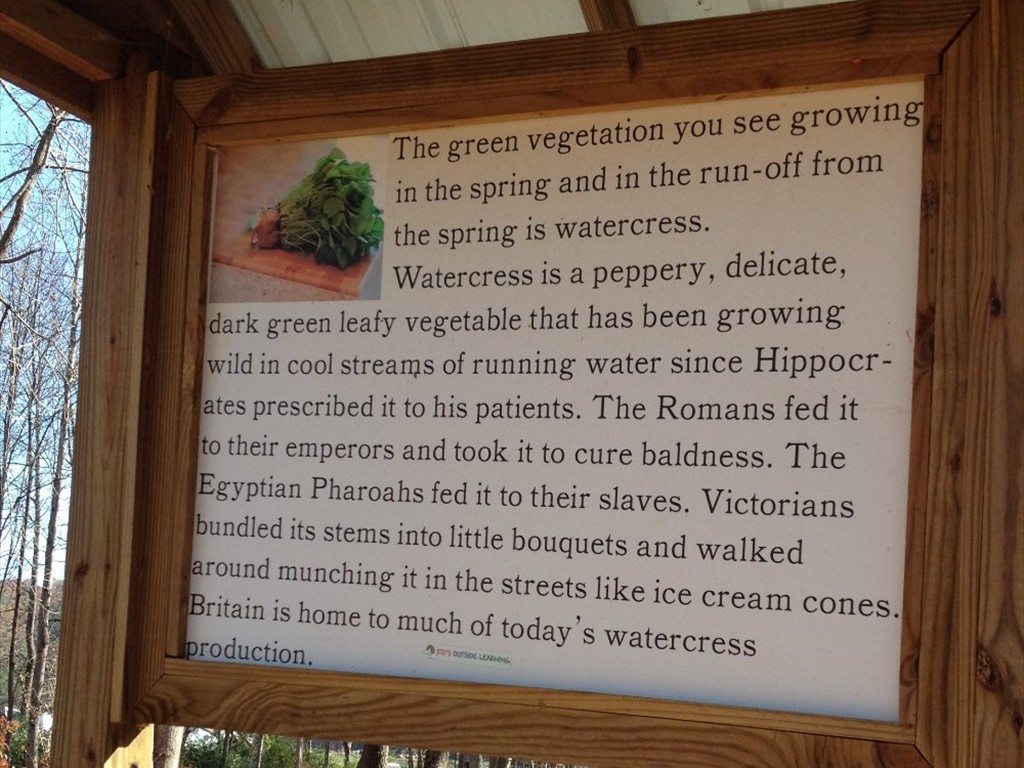 The green vegetation you see growing
in the spring and in the run-off from
the spring is watercress.
Watercress is a peppery, delicate,
dark green leafy vegetable that has been growing
wild in cool streams of running water since Hippocr-
ates prescribed it to his patients. The Romans fed it
to their emperors and took it to cure baldness. The
Egyptian Pharoahs fed it to their slaves. Victorians
bundled its stems into little bouquets and walked
around munching it in the streets like ice cream cones.
Britain is home to much of today's watercress
production.
OUTSIDE LEARNING